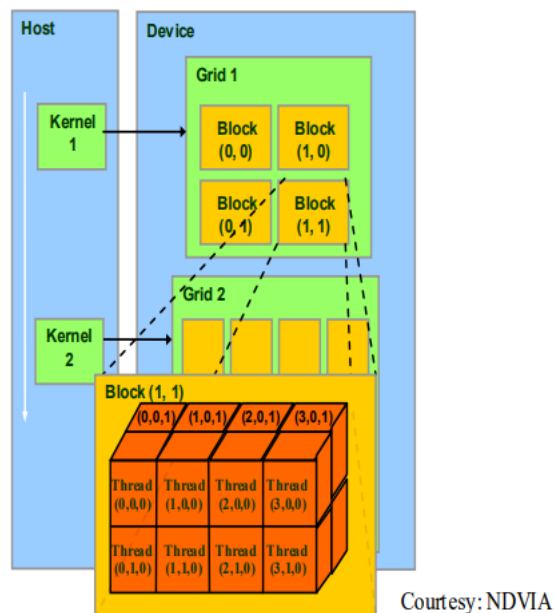 Host
Device
Grid 1
Kernel
1
Block
(0, 0)
Block
(1, 0)
Block
(0, 1)
Block
(1, 1)
Grid 2
Kernel
2
Block (1, 1)
(0,0,1) (1,0,1) (2,0,1) (3,0,1)
Thread
(0,0,0)
Thread
(1,0,0)
Thread
(2,0,0)
Thread
(3,0,0)
Thread
(0,1,0)
Thread
(1,1,0)
Thread
(2,1,0)
Thread
(3,1,0)
Courtesy: NDVIA